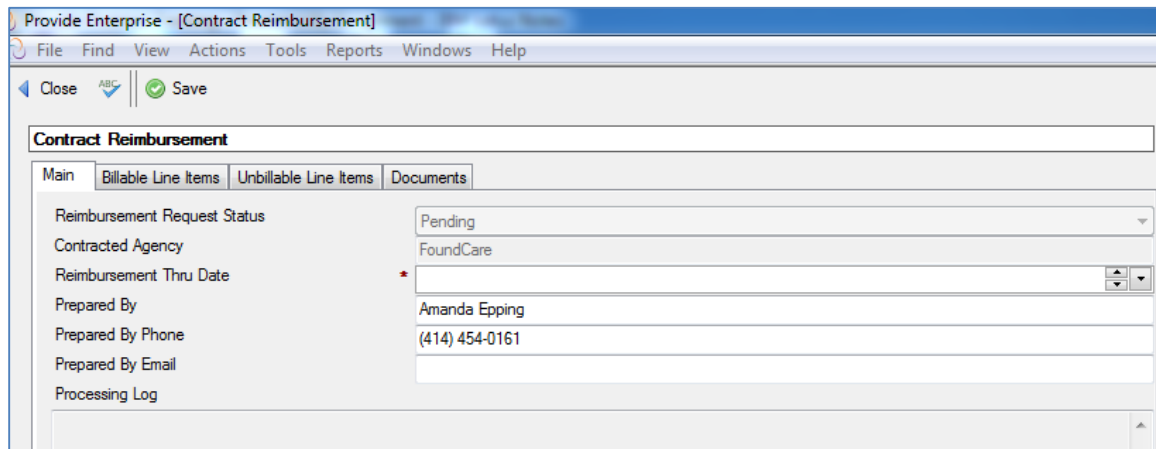 Provide Enterprise - [Contract Reimbursement]
File Find View Actions Tools Reports Windows Help
Close ABC Save
Contract Reimbursement
Main Billable Line Items Unbillable Line Items Documents
Reimbursement Request Status Pending
Contracted Agency FoundCare
Reimbursement Thru Date *
Prepared By Amanda Epping
Prepared By Phone (414) 454-0161
Prepared By Email
Processing Log